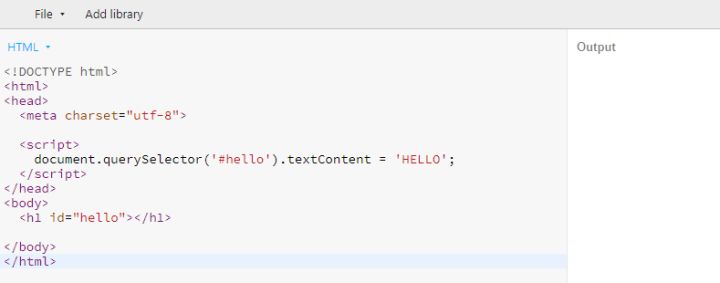 File ▾ Add library
HTML ▾ Output
<!DOCTYPE html>
<html>
<head>
  <meta charset="utf-8">
  <script>
    document.querySelector('#hello').textContent = 'HELLO';
  </script>
</head>
<body>
  <h1 id="hello"></h1>
</body>
</html>